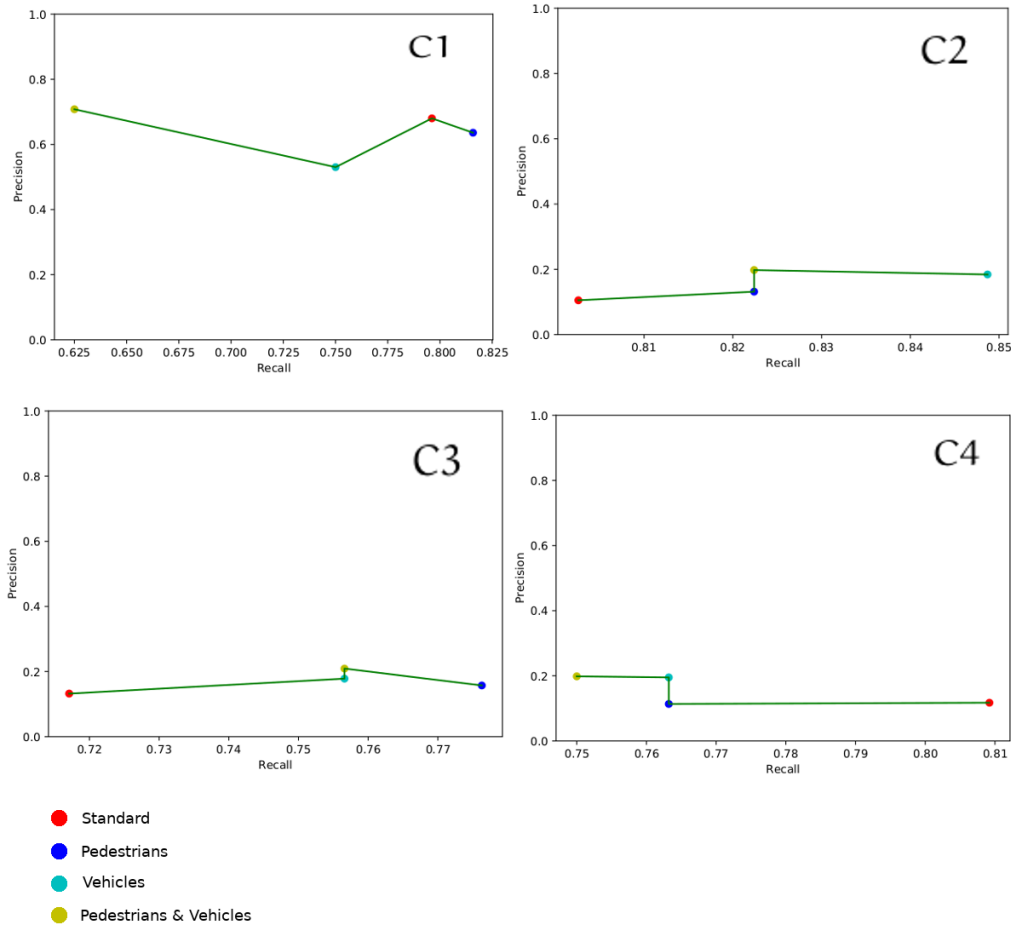 C1
1.0
0.8
0.6
0.4
0.2
0.0
Precision
0.625 0.650 0.675 0.700 0.725 0.750 0.775 0.800 0.825
Recall
C2
1.0
0.8
0.6
0.4
0.2
0.0
Precision
0.81 0.82 0.83 0.84 0.85
Recall
C3
1.0
0.8
0.6
0.4
0.2
0.0
Precision
0.72 0.73 0.74 0.75 0.76 0.77
Recall
C4
1.0
0.8
0.6
0.4
0.2
0.0
Precision
0.75 0.76 0.77 0.78 0.79 0.80 0.81
Recall
Standard
Pedestrians
Vehicles
Pedestrians & Vehicles